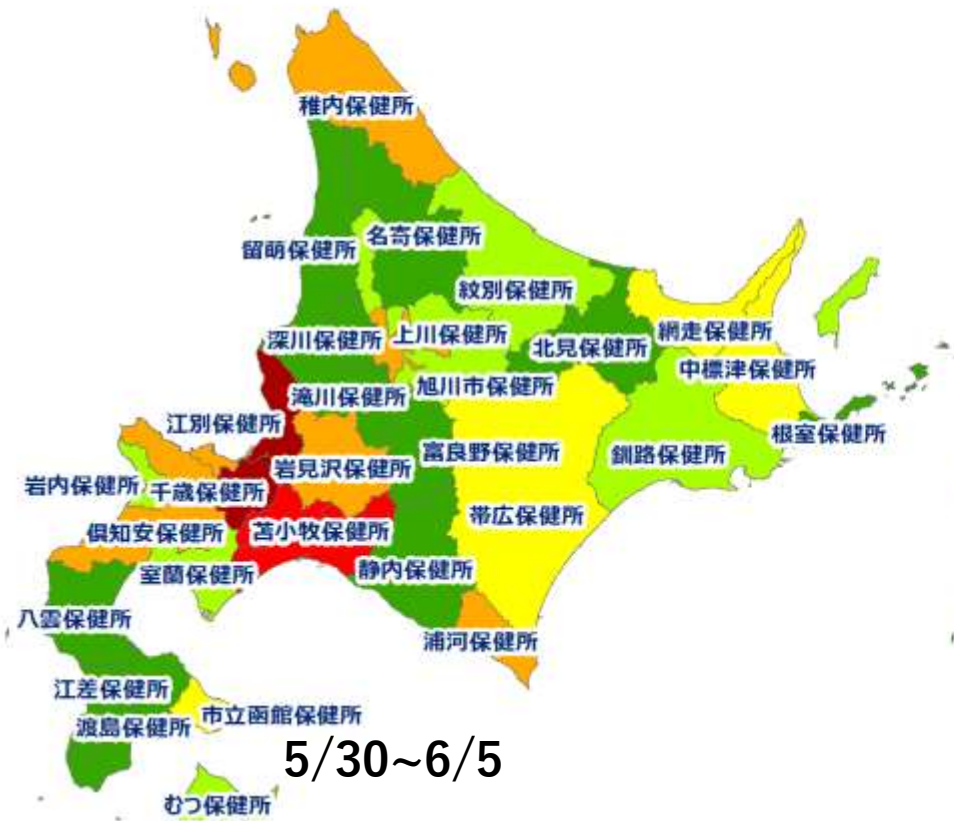 稚内保健所
名寄保健所
留萌保健所
紋別保健所
網走保健所
深川保健所
上川保健所
北見保健所
中標津保健所
滝川保健所
旭川市保健所
江別保健所
根室保健所
富良野保健所
釧路保健所
岩見沢保健所
岩内保健所
千歳保健所
帯広保健所
倶知安保健所
苫小牧保健所
室蘭保健所
静内保健所
八雲保健所
浦河保健所
江差保健所
市立函館保健所
渡島保健所
5/30~6/5
むつ保健所